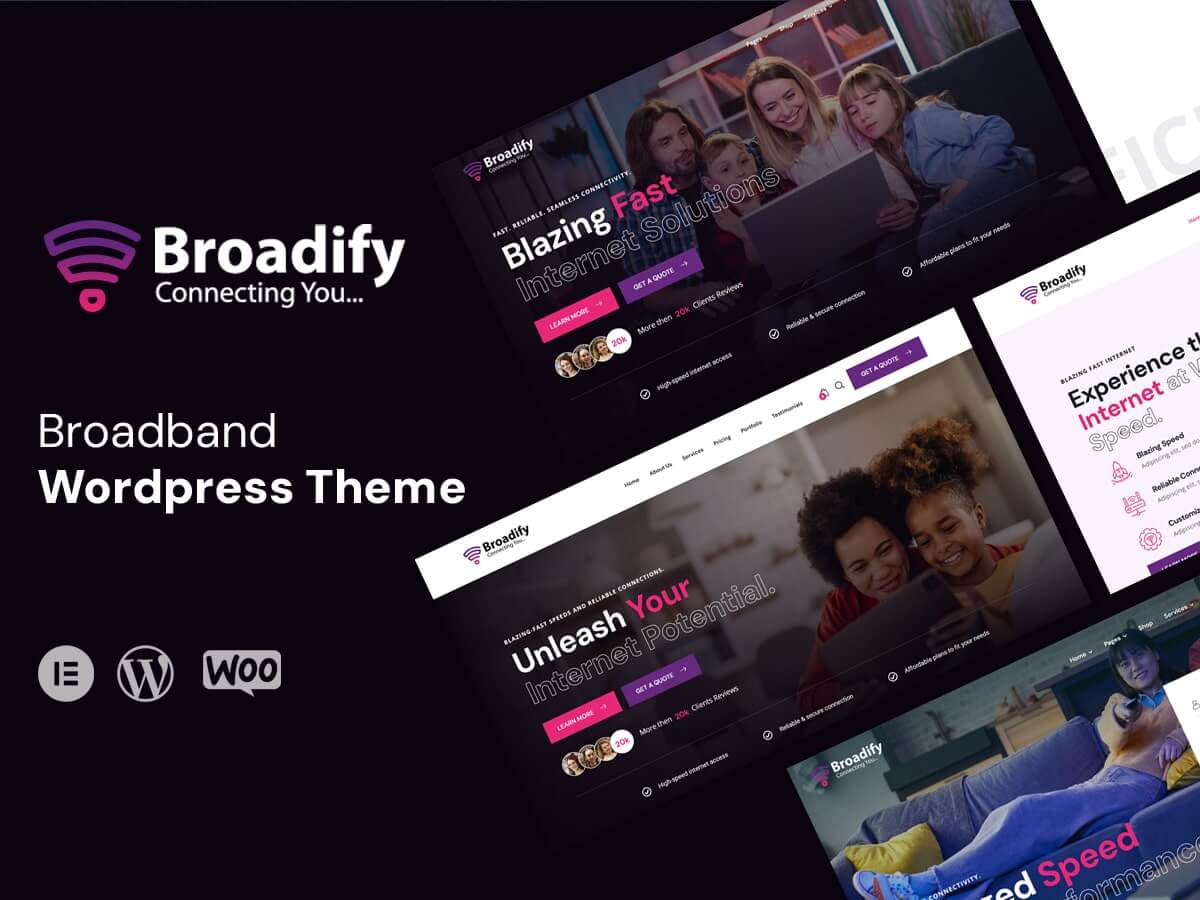 Broadify
Connecting You...
Broadband
Wordpress Theme
WOO
Pages
Shop
Services
Broadify
Connecting You...
FAST. RELIABLE. SEAMLESS CONNECTIVITY.
Blazing Fast
Internet Solutions
LEARN MORE
GET A QUOTE
20k
More then 20k Clients Reviews
High-speed internet access
Reliable & secure connection
Affordable plans to fit your needs
Broadify
Connecting You...
Home
About Us
Services
Pricing
Portfolio
Testimonials
GET A QUOTE
BLAZING-FAST SPEEDS AND RELIABLE CONNECTIONS.
Unleash Your
Internet Potential.
LEARN MORE
GET A QUOTE
20k
More then 20k Clients Reviews
High-speed internet access
Reliable & secure connection
Affordable plans to fit your needs
Broadify
Connecting You...
BLAZING FAST INTERNET
Experience
Internet at
Speed.
Blazing Speed
Adipiscing elit, sed
Reliable
Adipiscing elit,
Adipiscing
LEARN MORE
Home
Pages
Shop
Services
Broadify
Connecting You...
CONNECTIVITY.
Speed